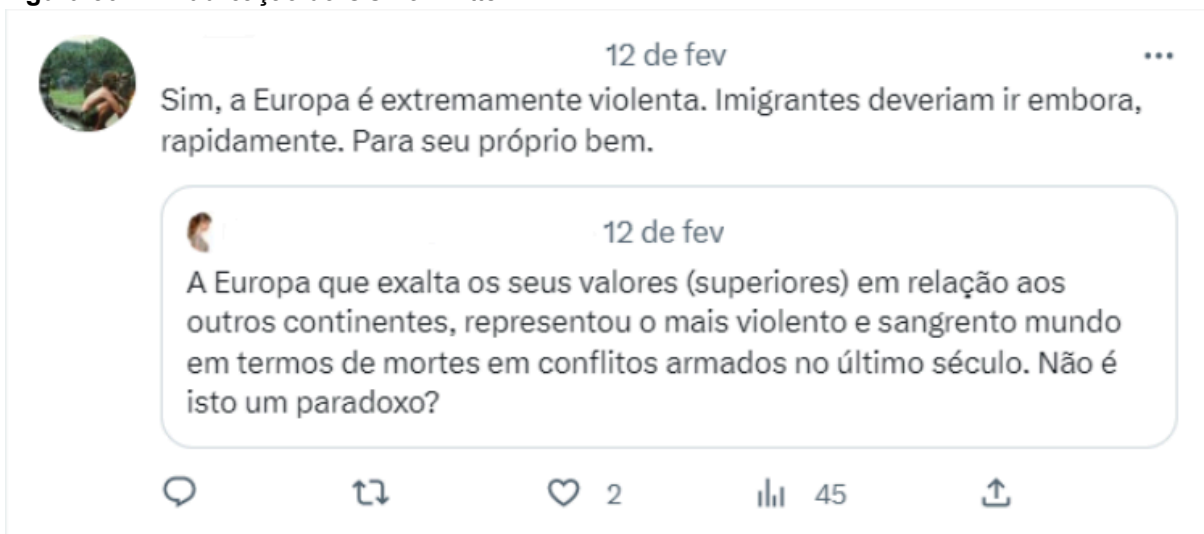 12 de fev
Sim, a Europa é extremamente violenta. Imigrantes deveriam ir embora,
rapidamente. Para seu próprio bem.
12 de fev
A Europa que exalta os seus valores (superiores) em relação aos
outros continentes, representou o mais violento e sangrento mundo
em termos de mortes em conflitos armados no último século. Não é
isto um paradoxo?
2
45